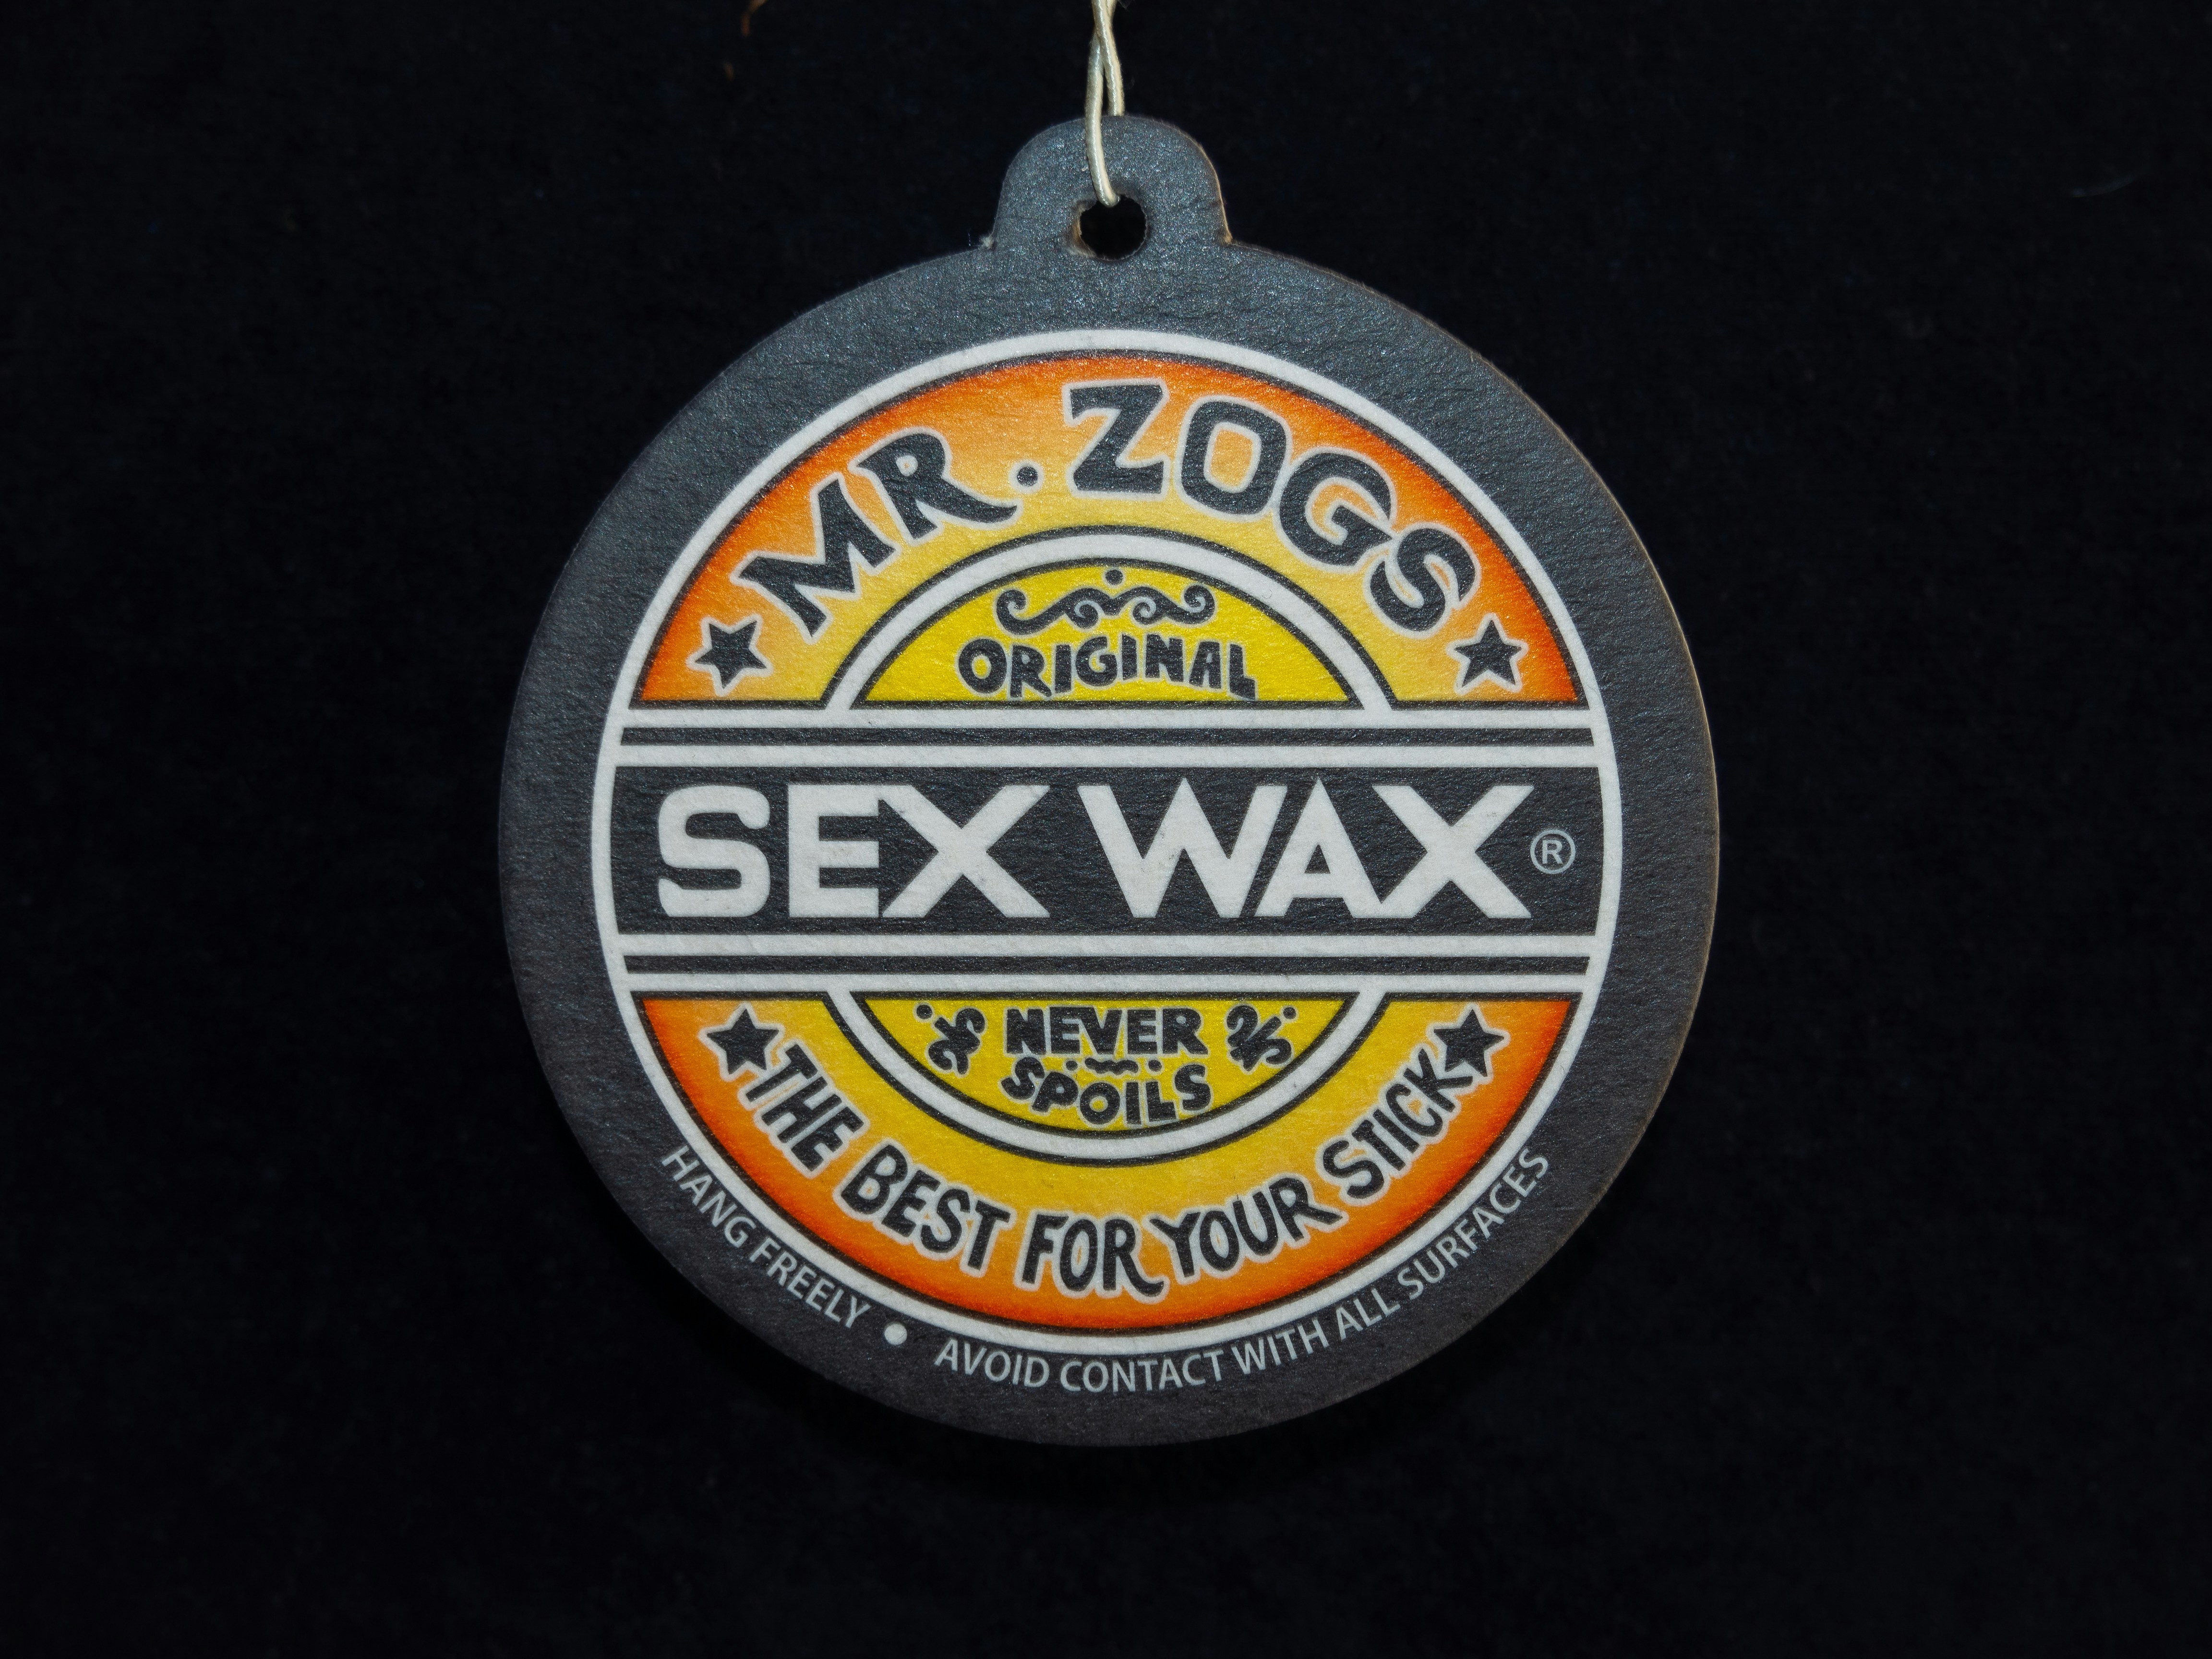 MR. ZOGS
ORIGINAL
SEX WAX ®
NEVER
SPOILS
THE BEST FOR YOUR STICK
HANG FREELY • AVOID CONTACT WITH ALL SURFACES